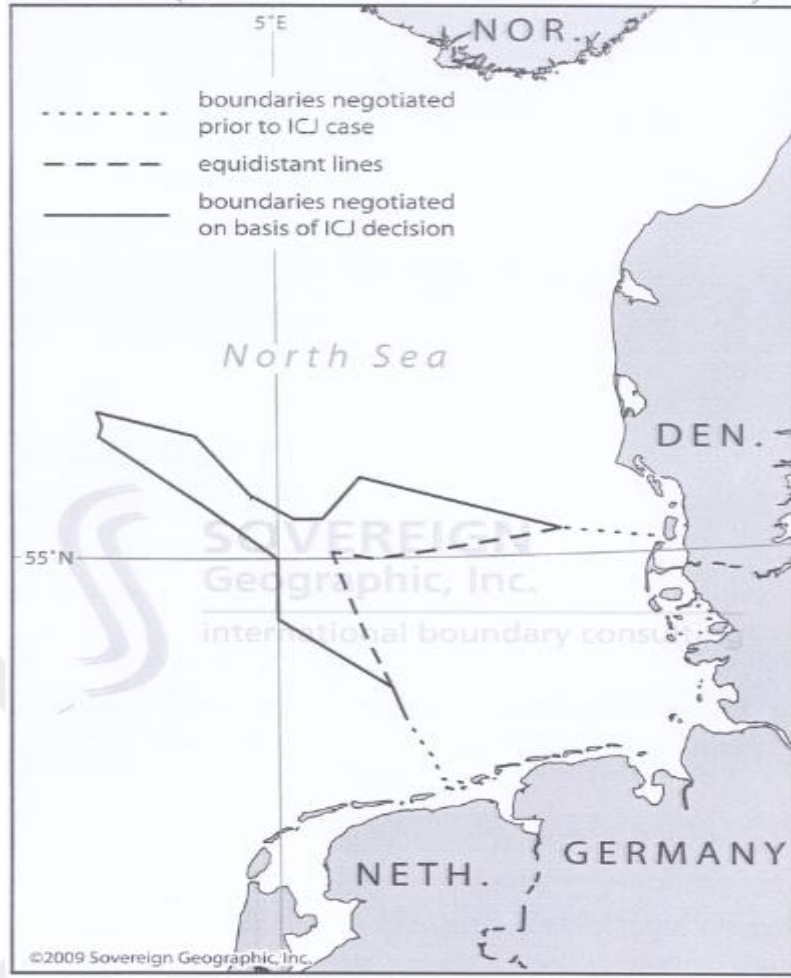 5°E
NOR.
boundaries negotiated
prior to ICJ case
equidistant lines
boundaries negotiated
on basis of ICJ decision
North Sea
DEN.
SOVEREIGN
55°N
Geographic, Inc.
international boundary consulting
GERMANY
NETH.
©2009 Sovereign Geographic, Inc.